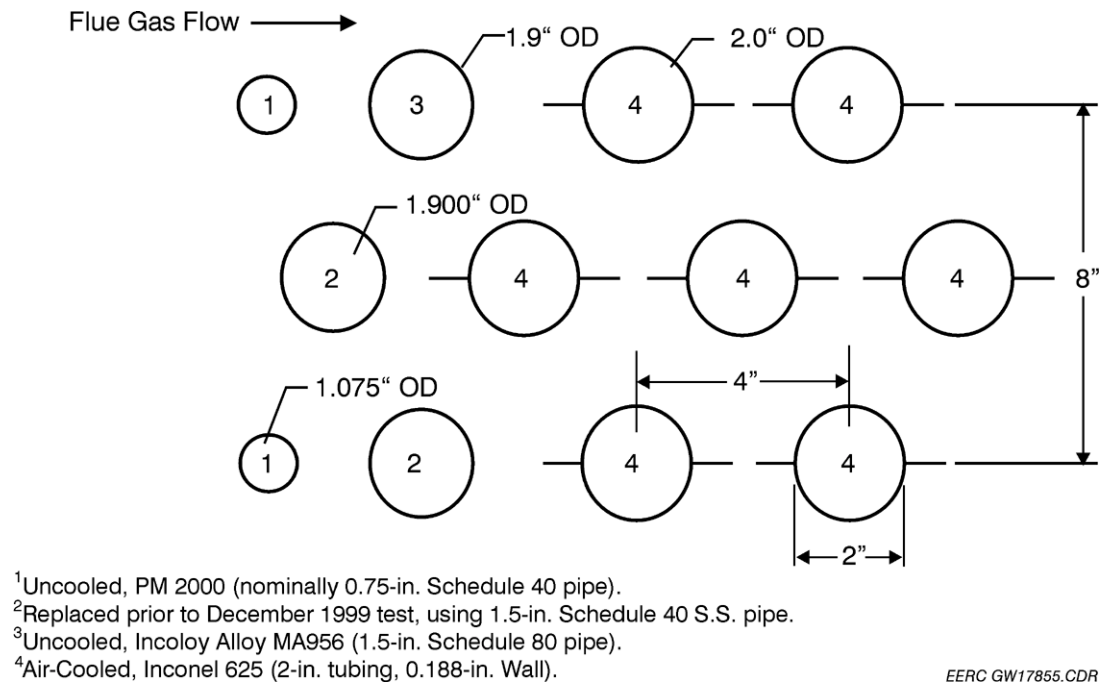 Flue Gas Flow
1.9“ OD
2.0“ OD
1
3
4
4
1.900“ OD
2
4
4
4
8”
4”
1.075“ OD
1
2
4
4
2”
1Uncooled, PM 2000 (nominally 0.75-in. Schedule 40 pipe).
2Replaced prior to December 1999 test, using 1.5-in. Schedule 40 S.S. pipe.
3Uncooled, Incoloy Alloy MA956 (1.5-in. Schedule 80 pipe).
4Air-Cooled, Inconel 625 (2-in. tubing, 0.188-in. Wall).
EERC GW17855.CDR